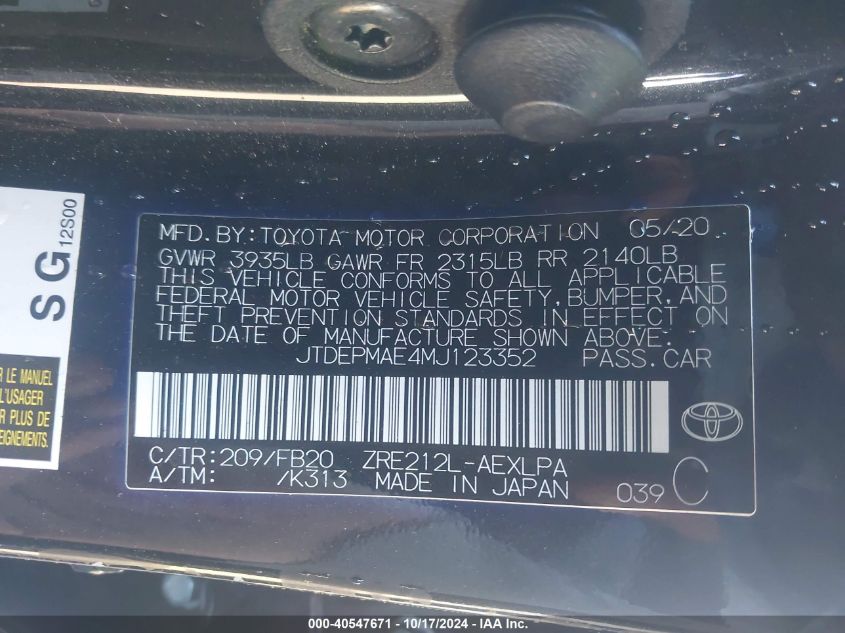 MFD. BY: TOYOTA MOTOR CORPORATION 05/20
GVWR 3935LB GAWR FR 2315LB RR 2140LB
THIS VEHICLE CONFORMS TO ALL APPLICABLE
FEDERAL MOTOR VEHICLE SAFETY, BUMPER, AND
THEFT PREVENTION STANDARDS IN EFFECT ON
THE DATE OF MANUFACTURE SHOWN ABOVE:
JTDEPMAE4MJ123352 PASS. CAR
C/TR: 209/FB20 ZRE212L-AEXLPA
A/TM: /K313 MADE IN JAPAN 039 C
SG
12S00
R LE MANUEL
L'USAGER
R PLUS DE
EIGNEMENTS.
000-40547671 - 10/17/2024 - IAA Inc.